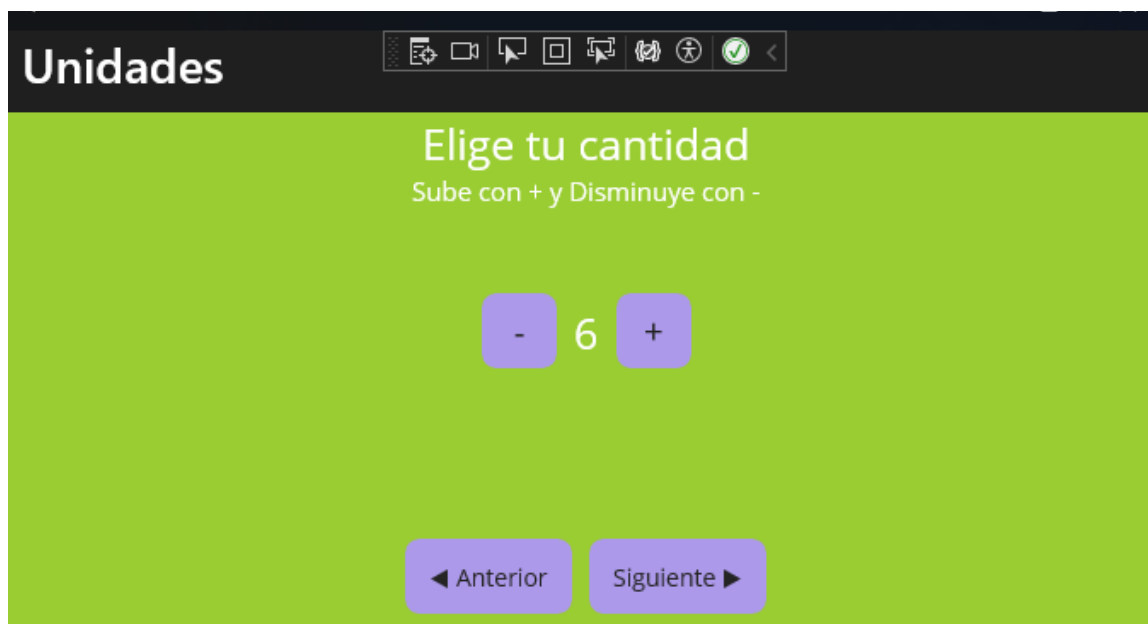 Unidades
Elige tu cantidad
Sube con + y Disminuye con -
- 6 +
◀ Anterior Siguiente ▶